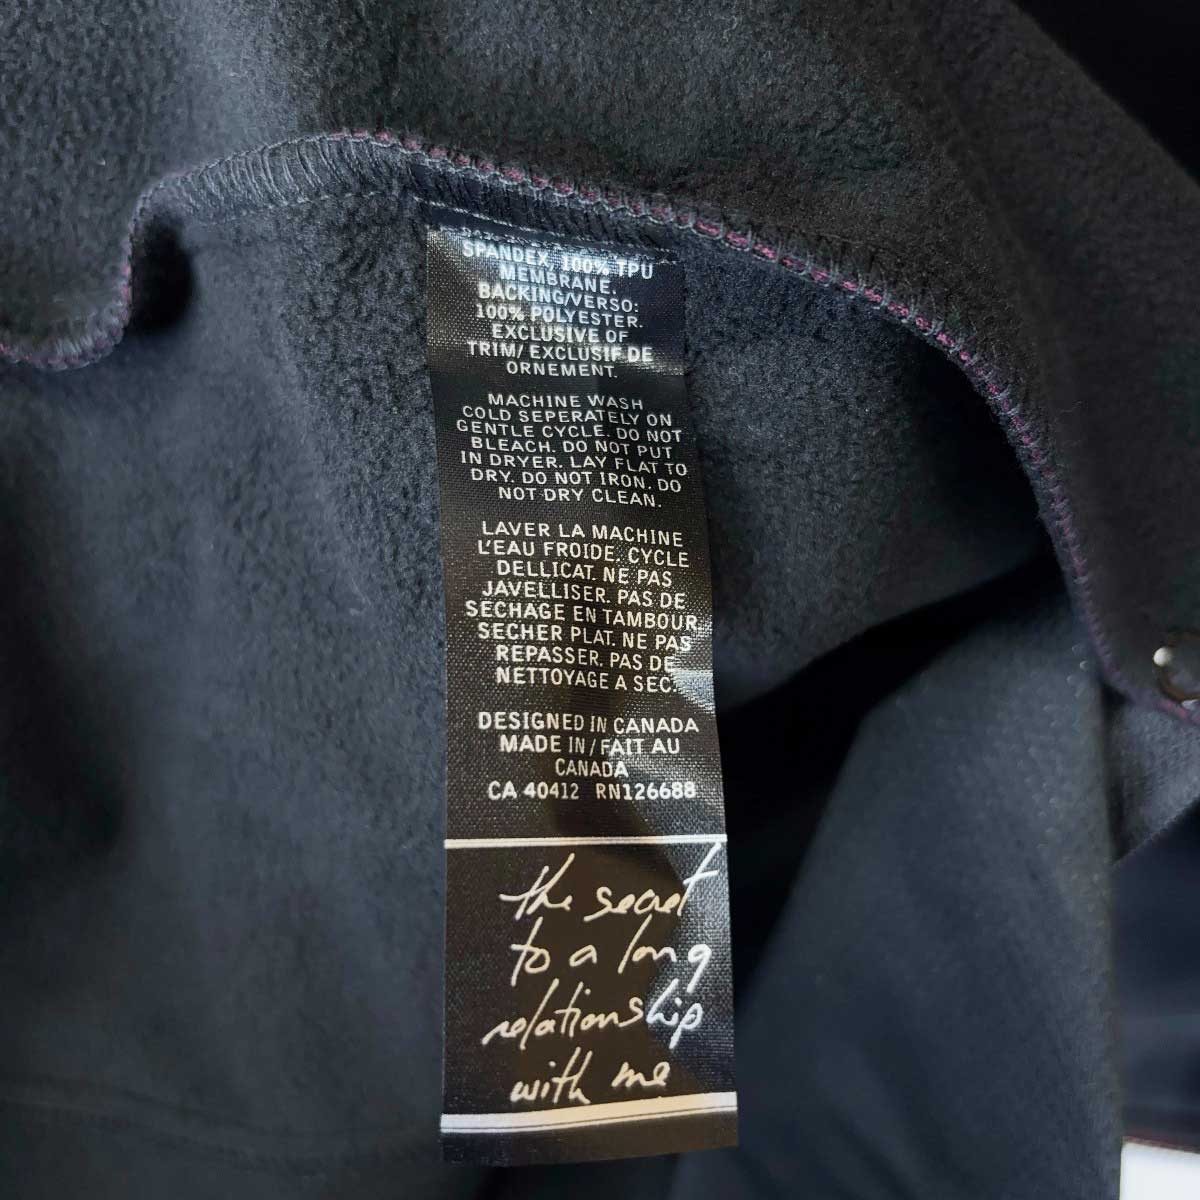 SPANDEX 100% TPU
MEMBRANE.
BACKING/VERSO:
100% POLYESTER.
EXCLUSIVE OF
TRIM/ EXCLUSIF DE
ORNEMENT.
MACHINE WASH
COLD SEPERATELY ON
GENTLE CYCLE. DO NOT
BLEACH. DO NOT PUT
IN DRYER. LAY FLAT TO
DRY. DO NOT IRON. DO
NOT DRY CLEAN.
LAVER LA MACHINE
L'EAU FROIDE. CYCLE
DELLICAT. NE PAS
JAVELLISER. PAS DE
SECHAGE EN TAMBOUR.
SECHER PLAT. NE PAS
REPASSER. PAS DE
NETTOYAGE A SEC.
DESIGNED IN CANADA
MADE IN / FAIT AU
CANADA
CA 40412 RN126688
the secret
to a long
relationship
with me